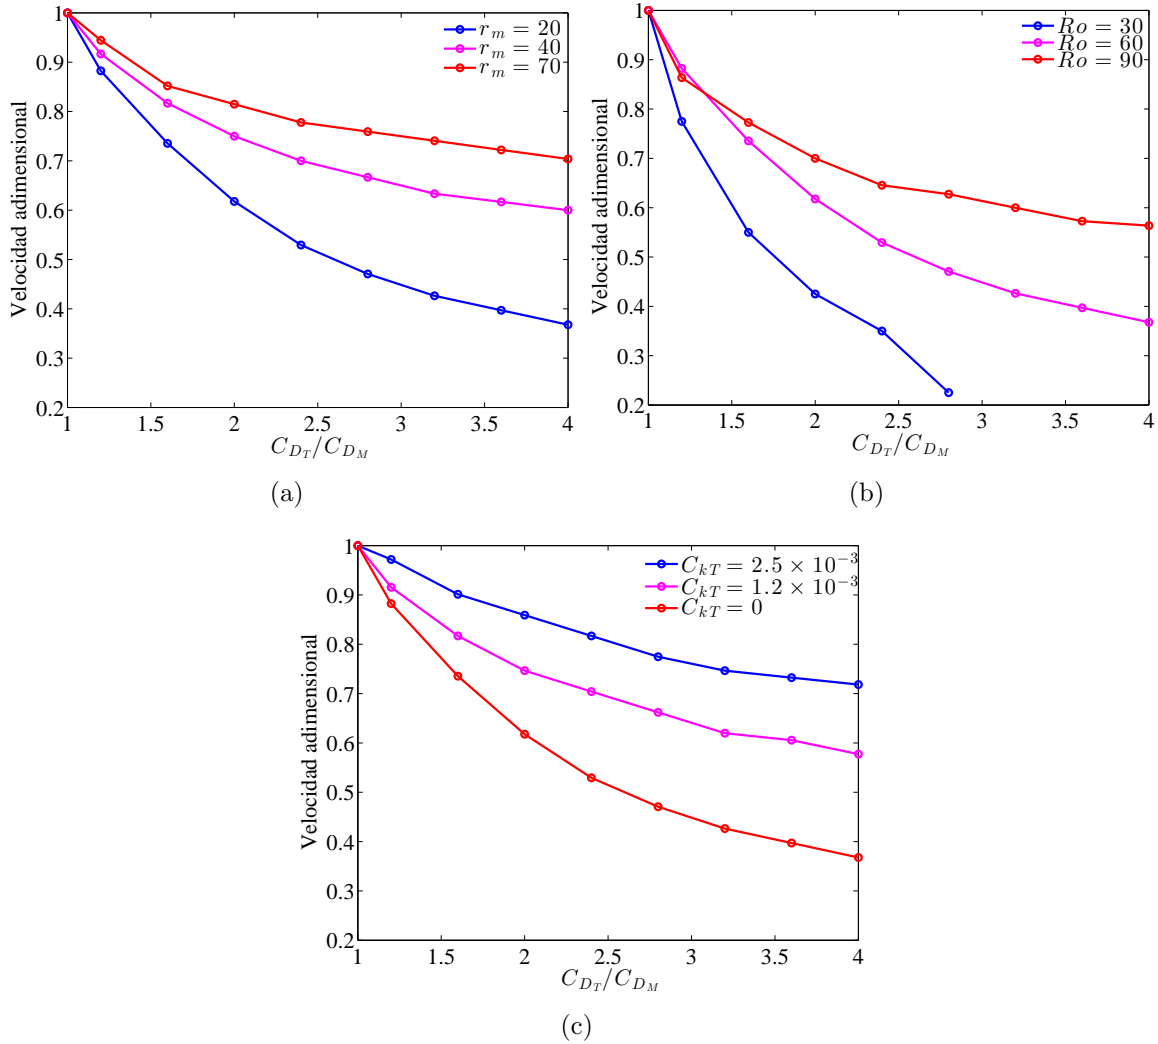 1
0.9
0.8
0.7
0.6
0.5
0.4
0.3
0.2
Velocidad adimensional
r_m = 20
r_m = 40
r_m = 70
1 1.5 2 2.5 3 3.5 4
C_{D_T}/C_{D_M}
(a)
1
0.9
0.8
0.7
0.6
0.5
0.4
0.3
0.2
Velocidad adimensional
Ro = 30
Ro = 60
Ro = 90
1 1.5 2 2.5 3 3.5 4
C_{D_T}/C_{D_M}
(b)
1
0.9
0.8
0.7
0.6
0.5
0.4
0.3
0.2
Velocidad adimensional
C_{kT} = 2.5 × 10⁻³
C_{kT} = 1.2 × 10⁻³
C_{kT} = 0
1 1.5 2 2.5 3 3.5 4
C_{D_T}/C_{D_M}
(c)